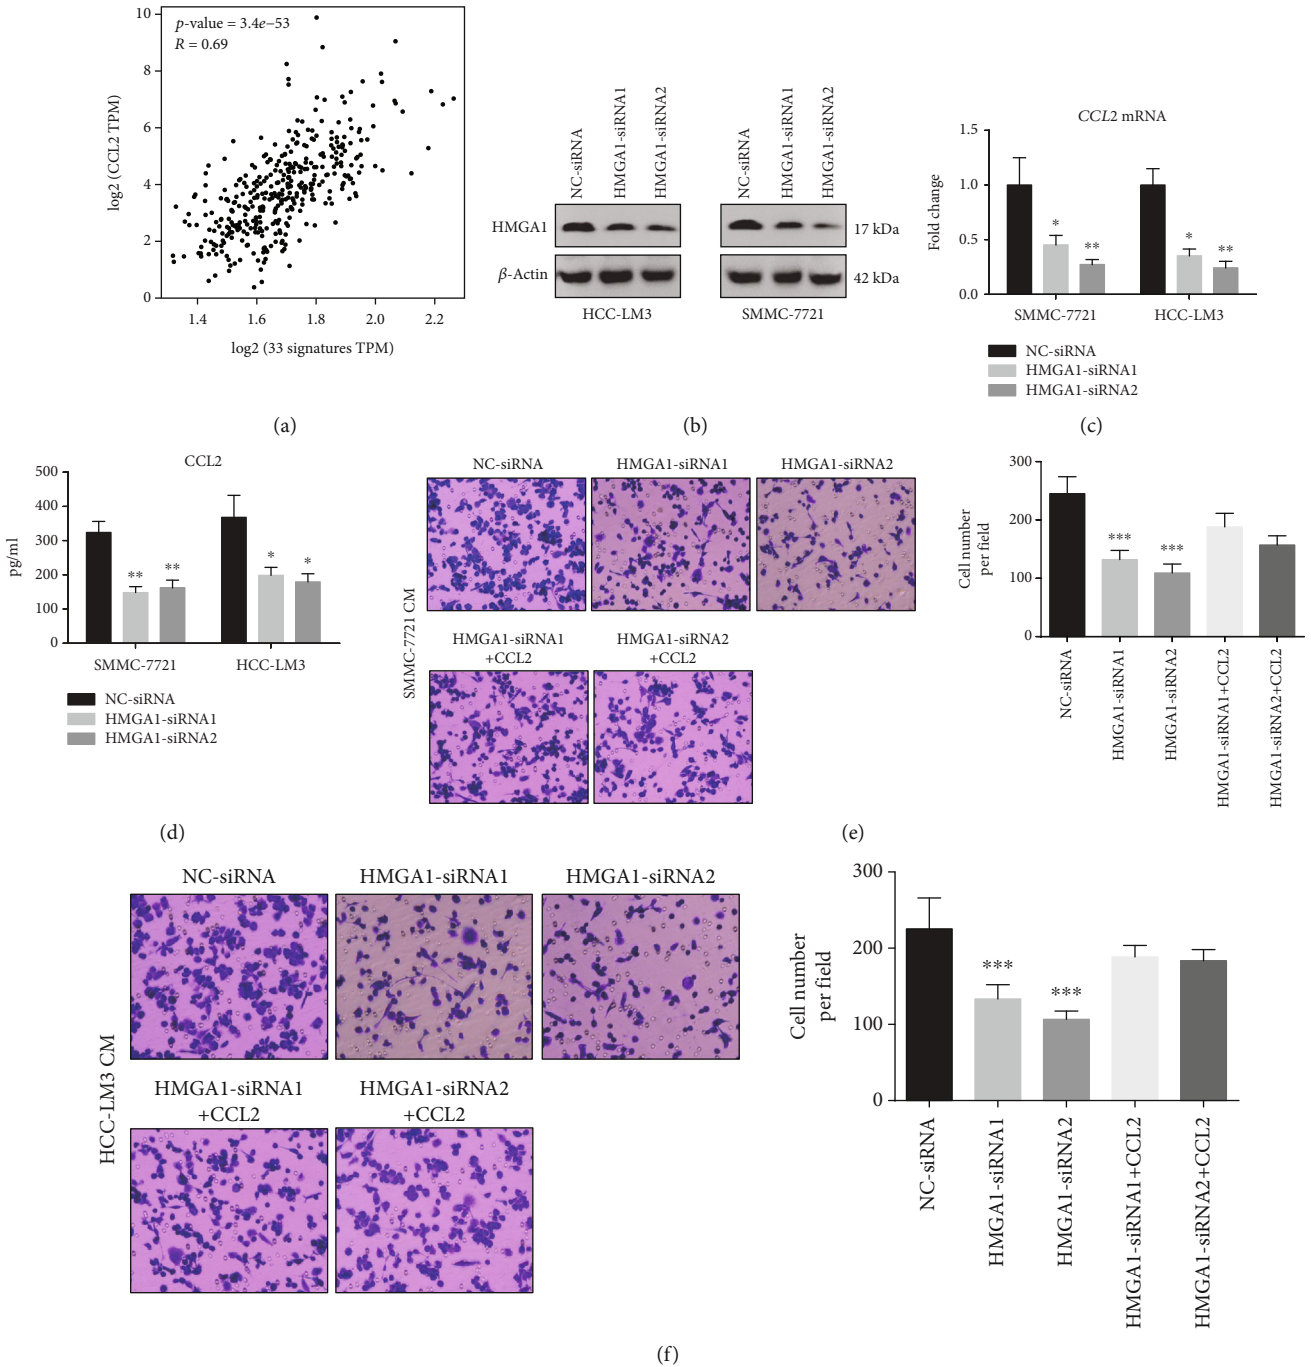 p-value = 3.4e−53
R = 0.69
10
8
6
4
2
0
log2 (CCL2 TPM)
1.4 1.6 1.8 2.0 2.2
log2 (33 signatures TPM)
(a)
NC-siRNA HMGA1-siRNA1 HMGA1-siRNA2 NC-siRNA HMGA1-siRNA1 HMGA1-siRNA2
HMGA1 17 kDa
β-Actin 42 kDa
HCC-LM3 SMMC-7721
(b)
CCL2 mRNA
1.5
1.0
0.5
0.0
Fold change
* ** * **
SMMC-7721 HCC-LM3
NC-siRNA
HMGA1-siRNA1
HMGA1-siRNA2
(c)
CCL2
500
400
300
200
100
0
pg/ml
** ** * *
SMMC-7721 HCC-LM3
NC-siRNA
HMGA1-siRNA1
HMGA1-siRNA2
(d)
NC-siRNA HMGA1-siRNA1 HMGA1-siRNA2
HMGA1-siRNA1 HMGA1-siRNA2
+CCL2 +CCL2
SMMC-7721 CM
300
200
100
0
Cell number
per field
*** ***
NC-siRNA
HMGA1-siRNA1
HMGA1-siRNA2
HMGA1-siRNA1+CCL2
HMGA1-siRNA2+CCL2
(e)
NC-siRNA HMGA1-siRNA1 HMGA1-siRNA2
HMGA1-siRNA1 HMGA1-siRNA2
+CCL2 +CCL2
HCC-LM3 CM
300
200
100
0
Cell number
per field
*** ***
NC-siRNA
HMGA1-siRNA1
HMGA1-siRNA2
HMGA1-siRNA1+CCL2
HMGA1-siRNA2+CCL2
(f)